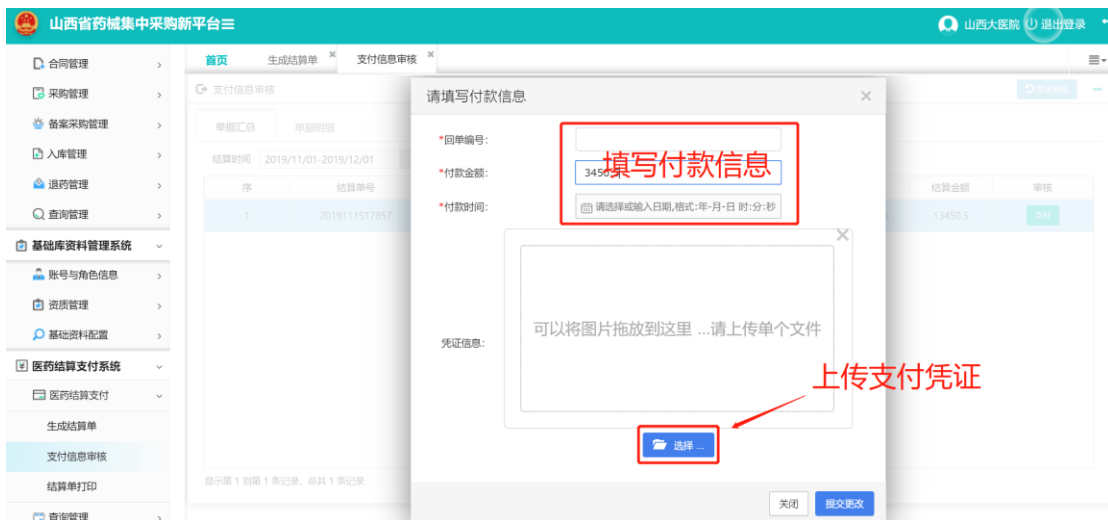 山西省药械集中采购新平台
山西大医院 退出登录
合同管理
采购管理
备案采购管理
入库管理
退药管理
查询管理
基础库资料管理系统
账号与角色信息
资质管理
基础资料配置
医药结算支付系统
医药结算支付
生成结算单
支付信息审核
结算单打印
查询管理
首页 生成结算单 支付信息审核
支付信息审核
单据汇总 单据明细
结算时间 2019/11/01-2019/12/01
序 结算单号 结算金额 审核
1 2019111517857 13450.5 支付
显示第 1 到第 1 条记录，总共 1 条记录
请填写付款信息
*回单编号:
*付款金额:
填写付款信息
*付款时间: 请选择或输入日期,格式:年-月-日 时:分:秒
凭证信息:
可以将图片拖放到这里 ...请上传单个文件
上传支付凭证
选择 ...
关闭 提交更改